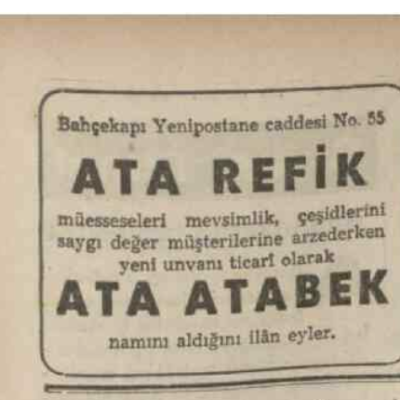 Bahçekapı Yenipostane caddesi No. 55
ATA REFİK
müesseseleri mevsimlik, çeşidlerini
saygı değer müşterilerine arzederken
yeni unvanı ticarî olarak
ATA ATABEK
namını aldığını ilân eyler.